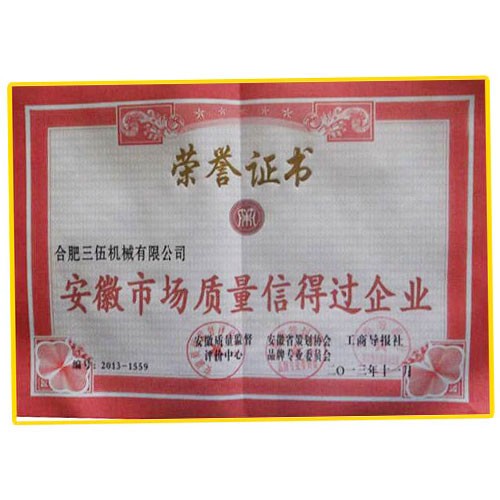 荣誉证书
合肥三伍机械有限公司
安徽市场质量信得过企业
安徽质量监督 安徽省策划协会 工商导报社
评价中心 品牌专业委员会
编号：2013-1559 二〇一三年十一月